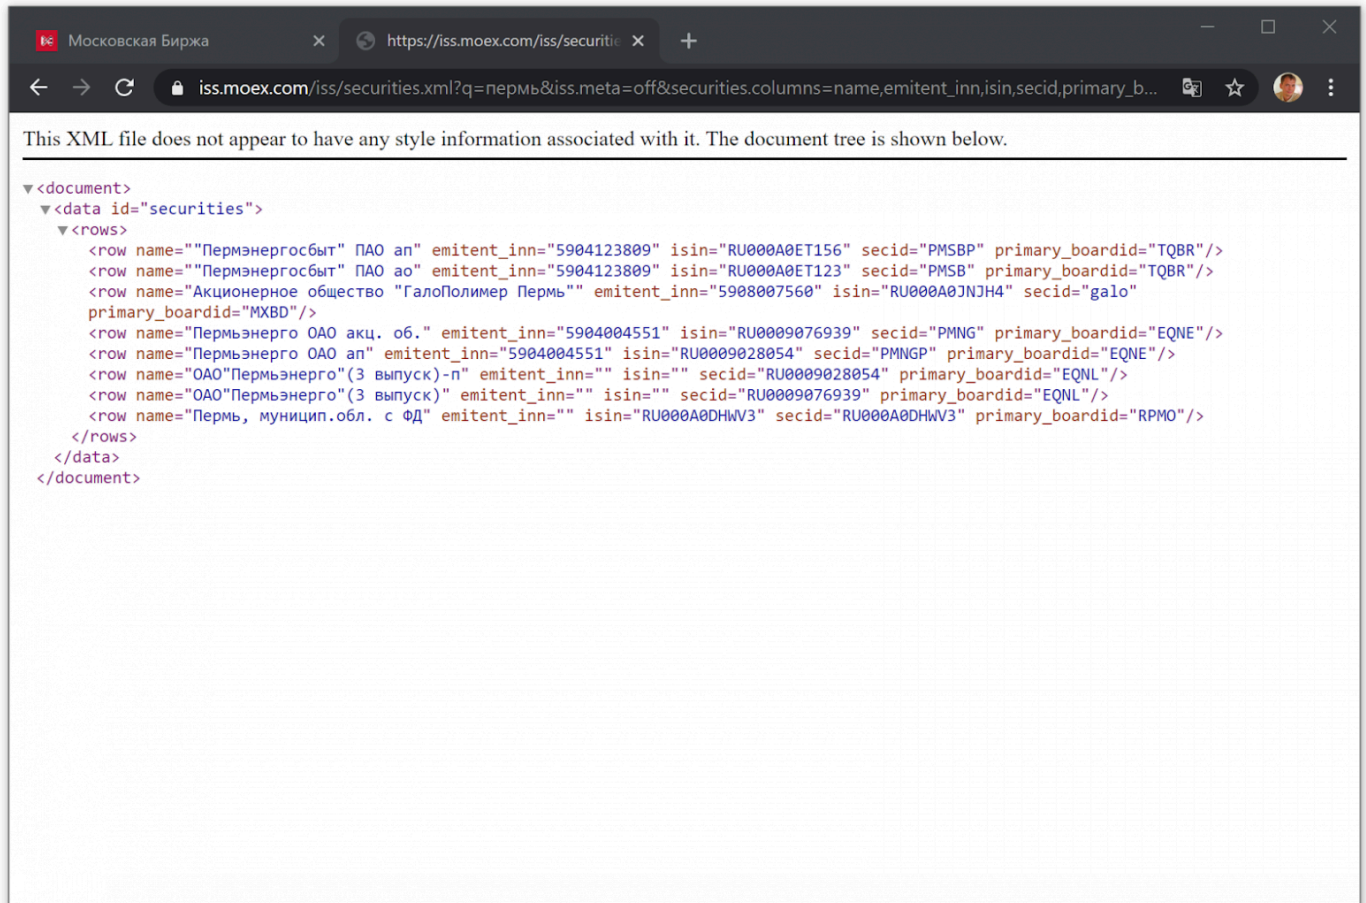 Московская Биржа
https://iss.moex.com/iss/securitie
iss.moex.com/iss/securities.xml?q=пермь&iss.meta=off&securities.columns=name,emitent_inn,isin,secid,primary_b...
This XML file does not appear to have any style information associated with it. The document tree is shown below.
▼<document>
▼<data id="securities">
▼<rows>
<row name=""Пермэнергосбыт" ПАО ап" emitent_inn="5904123809" isin="RU000A0ET156" secid="PMSBP" primary_boardid="TQBR"/>
<row name=""Пермэнергосбыт" ПАО ао" emitent_inn="5904123809" isin="RU000A0ET123" secid="PMSB" primary_boardid="TQBR"/>
<row name="Акционерное общество "ГалоПолимер Пермь"" emitent_inn="5908007560" isin="RU000A0JNJH4" secid="galo"
primary_boardid="MXBD"/>
<row name="Пермьэнерго ОАО акц. об." emitent_inn="5904004551" isin="RU0009076939" secid="PMNG" primary_boardid="EQNE"/>
<row name="Пермьэнерго ОАО ап" emitent_inn="5904004551" isin="RU0009028054" secid="PMNGP" primary_boardid="EQNE"/>
<row name="ОАО"Пермьэнерго"(3 выпуск)-п" emitent_inn="" isin="" secid="RU0009028054" primary_boardid="EQNL"/>
<row name="ОАО"Пермьэнерго"(3 выпуск)" emitent_inn="" isin="" secid="RU0009076939" primary_boardid="EQNL"/>
<row name="Пермь, муницип.обл. с ФД" emitent_inn="" isin="RU000A0DHWV3" secid="RU000A0DHWV3" primary_boardid="RPMO"/>
</rows>
</data>
</document>